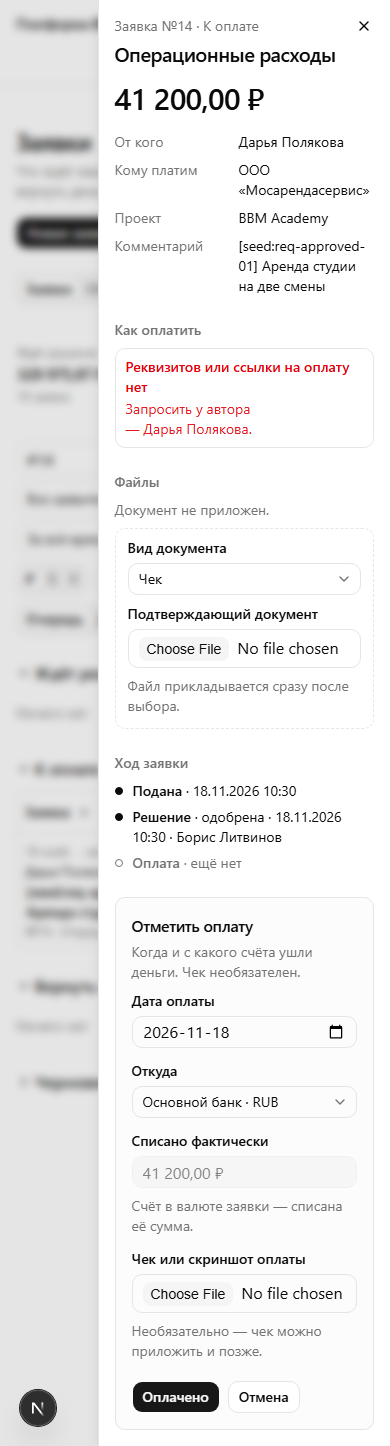 Заявка №14 · К оплате
Операционные расходы
41 200,00 ₽
От кого Дарья Полякова
Кому платим ООО
«Мосарендасервис»
Проект BBM Academy
Комментарий [seed:req-approved-
01] Аренда студии
на две смены
Как оплатить
Реквизитов или ссылки на оплату
нет
Запросить у автора
— Дарья Полякова.
Файлы
Документ не приложен.
Вид документа
Чек
Подтверждающий документ
Choose File No file chosen
Файл прикладывается сразу после
выбора.
Ход заявки
Подана · 18.11.2026 10:30
Решение · одобрена · 18.11.2026
10:30 · Борис Литвинов
Оплата · ещё нет
Отметить оплату
Когда и с какого счёта ушли
деньги. Чек необязателен.
Дата оплаты
2026-11-18
Откуда
Основной банк · RUB
Списано фактически
41 200,00 ₽
Счёт в валюте заявки — списана
её сумма.
Чек или скриншот оплаты
Choose File No file chosen
Необязательно — чек можно
приложить и позже.
Оплачено Отмена
N